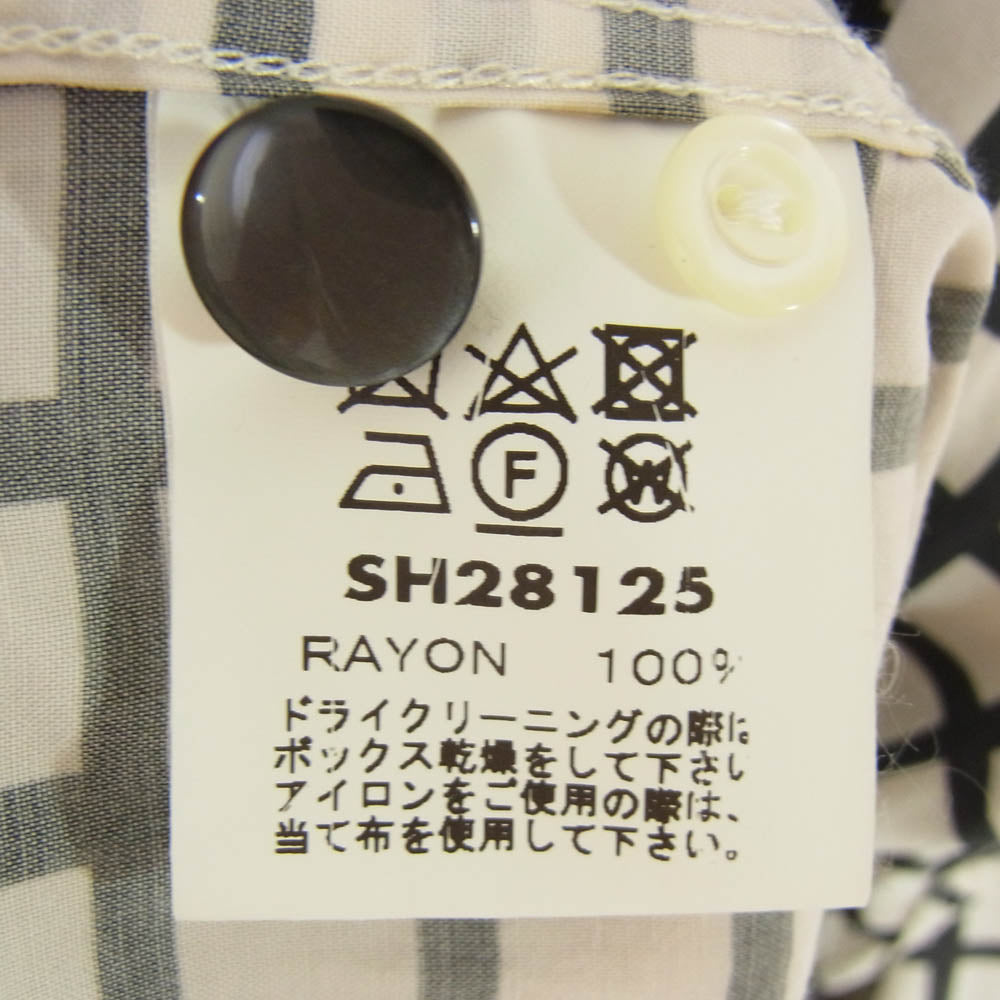 F
W
SH28125
RAYON 100%
ドライクリーニングの際は
ボックス乾燥をして下さい
アイロンをご使用の際は、
当て布を使用して下さい。